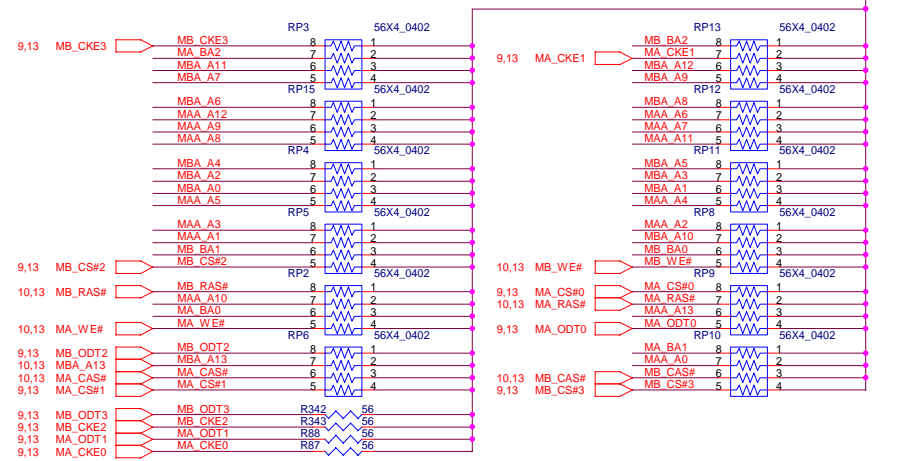 RP3 56X4_0402
9,13 MB_CKE3 MB_CKE3 8 1
MA_BA2 7 2
MBA_A11 6 3
MBA_A7 5 4
RP15 56X4_0402
MBA_A6 8 1
MAA_A12 7 2
MAA_A9 6 3
MAA_A8 5 4
RP4 56X4_0402
MBA_A4 8 1
MBA_A2 7 2
MBA_A0 6 3
MAA_A5 5 4
RP5 56X4_0402
MAA_A3 8 1
MAA_A1 7 2
MB_BA1 6 3
9,13 MB_CS#2 MB_CS#2 5 4
RP2 56X4_0402
10,13 MB_RAS# MB_RAS# 8 1
MAA_A10 7 2
MA_BA0 6 3
10,13 MA_WE# MA_WE# 5 4
RP6 56X4_0402
9,13 MB_ODT2 MB_ODT2 8 1
10,13 MBA_A13 MBA_A13 7 2
10,13 MA_CAS# MA_CAS# 6 3
9,13 MA_CS#1 MA_CS#1 5 4
9,13 MB_ODT3 MB_ODT3 R342 56
9,13 MB_CKE2 MB_CKE2 R343 56
9,13 MA_ODT1 MA_ODT1 R88 56
9,13 MA_CKE0 MA_CKE0 R87 56
RP13 56X4_0402
MB_BA2 8 1
9,13 MA_CKE1 MA_CKE1 7 2
MBA_A12 6 3
MBA_A9 5 4
RP12 56X4_0402
MBA_A8 8 1
MAA_A6 7 2
MAA_A7 6 3
MAA_A11 5 4
RP11 56X4_0402
MBA_A5 8 1
MBA_A3 7 2
MBA_A1 6 3
MAA_A4 5 4
RP8 56X4_0402
MAA_A2 8 1
MBA_A10 7 2
MB_BA0 6 3
10,13 MB_WE# MB_WE# 5 4
RP9 56X4_0402
9,13 MA_CS#0 MA_CS#0 8 1
10,13 MA_RAS# MA_RAS# 7 2
MAA_A13 6 3
9,13 MA_ODT0 MA_ODT0 5 4
RP10 56X4_0402
MA_BA1 8 1
MAA_A0 7 2
10,13 MB_CAS# MB_CAS# 6 3
9,13 MB_CS#3 MB_CS#3 5 4